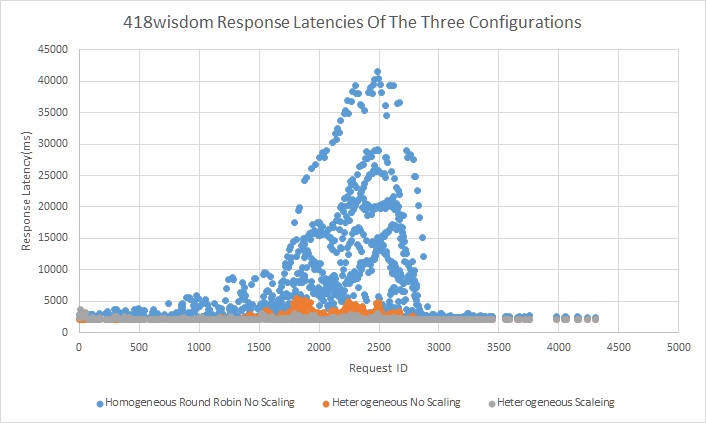 418wisdom Response Latencies Of The Three Configurations
45000
40000
35000
30000
25000
20000
15000
10000
5000
0
Response Latency(ms)
0 500 1000 1500 2000 2500 3000 3500 4000 4500 5000
Request ID
Homogeneous Round Robin No Scaling Heterogeneous No Scaling Heterogeneous Scaleing